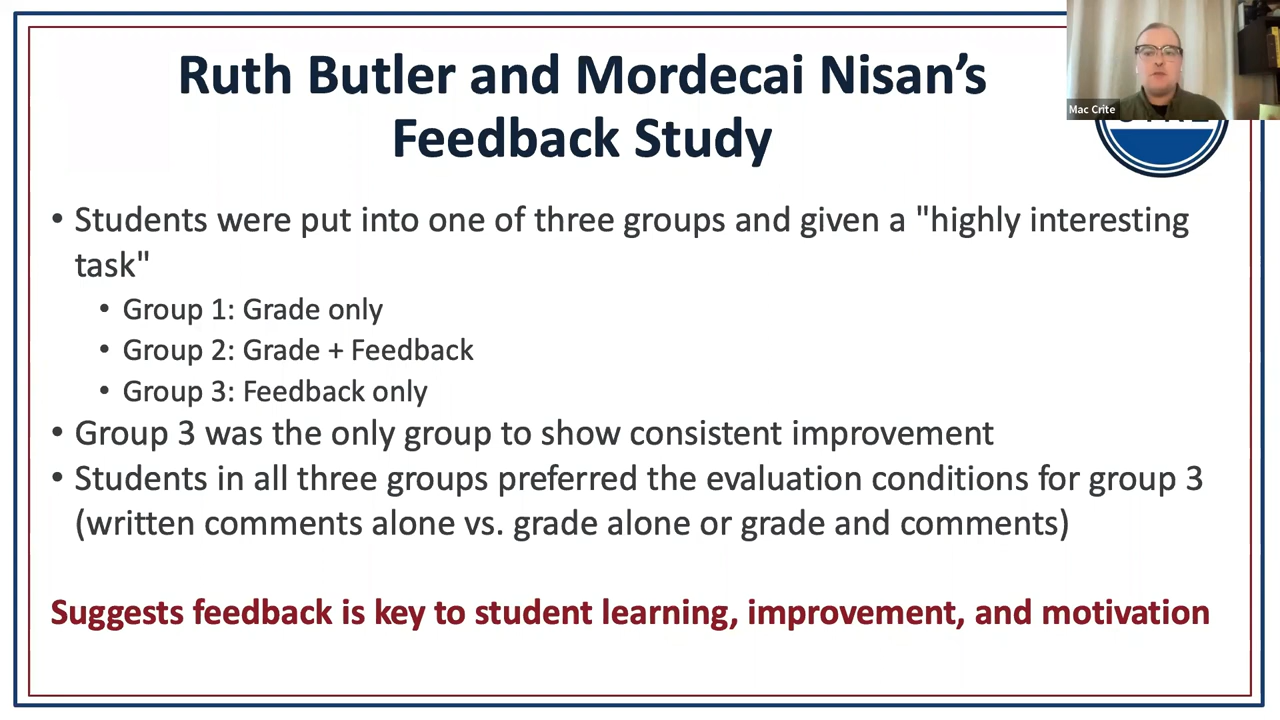 Ruth Butler and Mordecai Nisan’s
Feedback Study
Mac Crite
• Students were put into one of three groups and given a "highly interesting
task"
• Group 1: Grade only
• Group 2: Grade + Feedback
• Group 3: Feedback only
• Group 3 was the only group to show consistent improvement
• Students in all three groups preferred the evaluation conditions for group 3
(written comments alone vs. grade alone or grade and comments)
Suggests feedback is key to student learning, improvement, and motivation